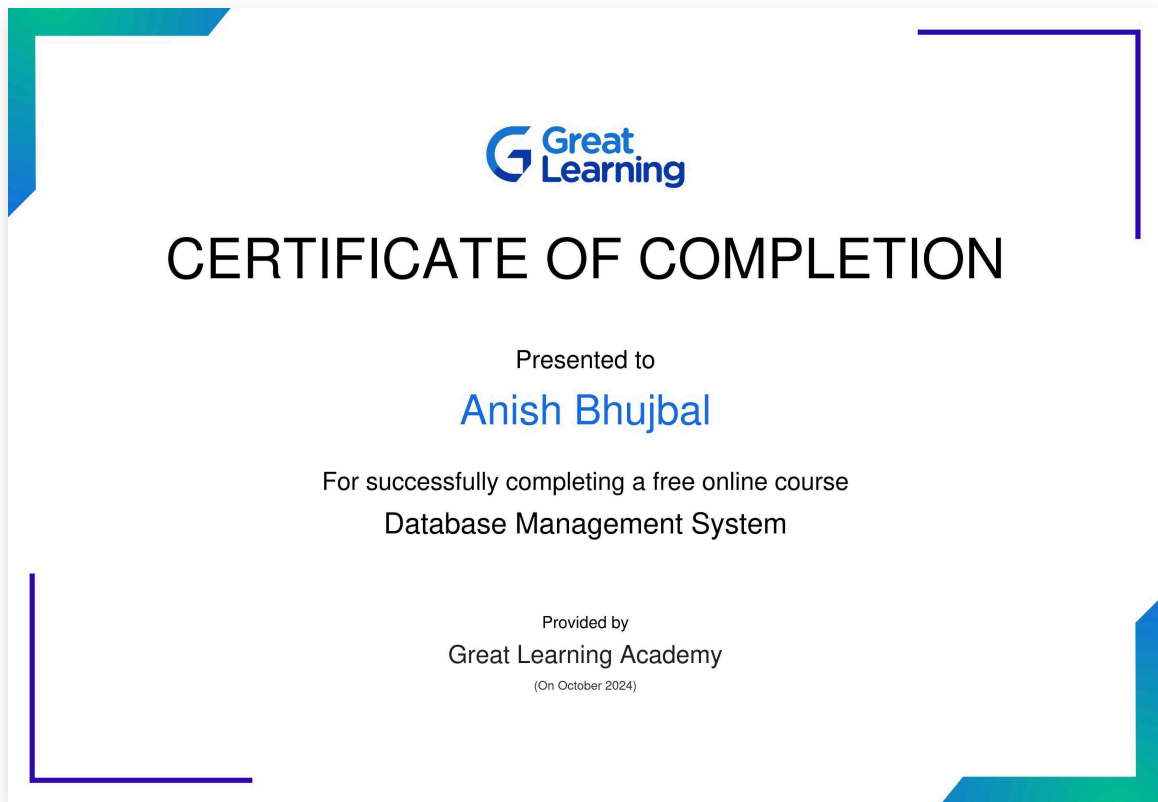 Great
Learning
CERTIFICATE OF COMPLETION
Presented to
Anish Bhujbal
For successfully completing a free online course
Database Management System
Provided by
Great Learning Academy
(On October 2024)